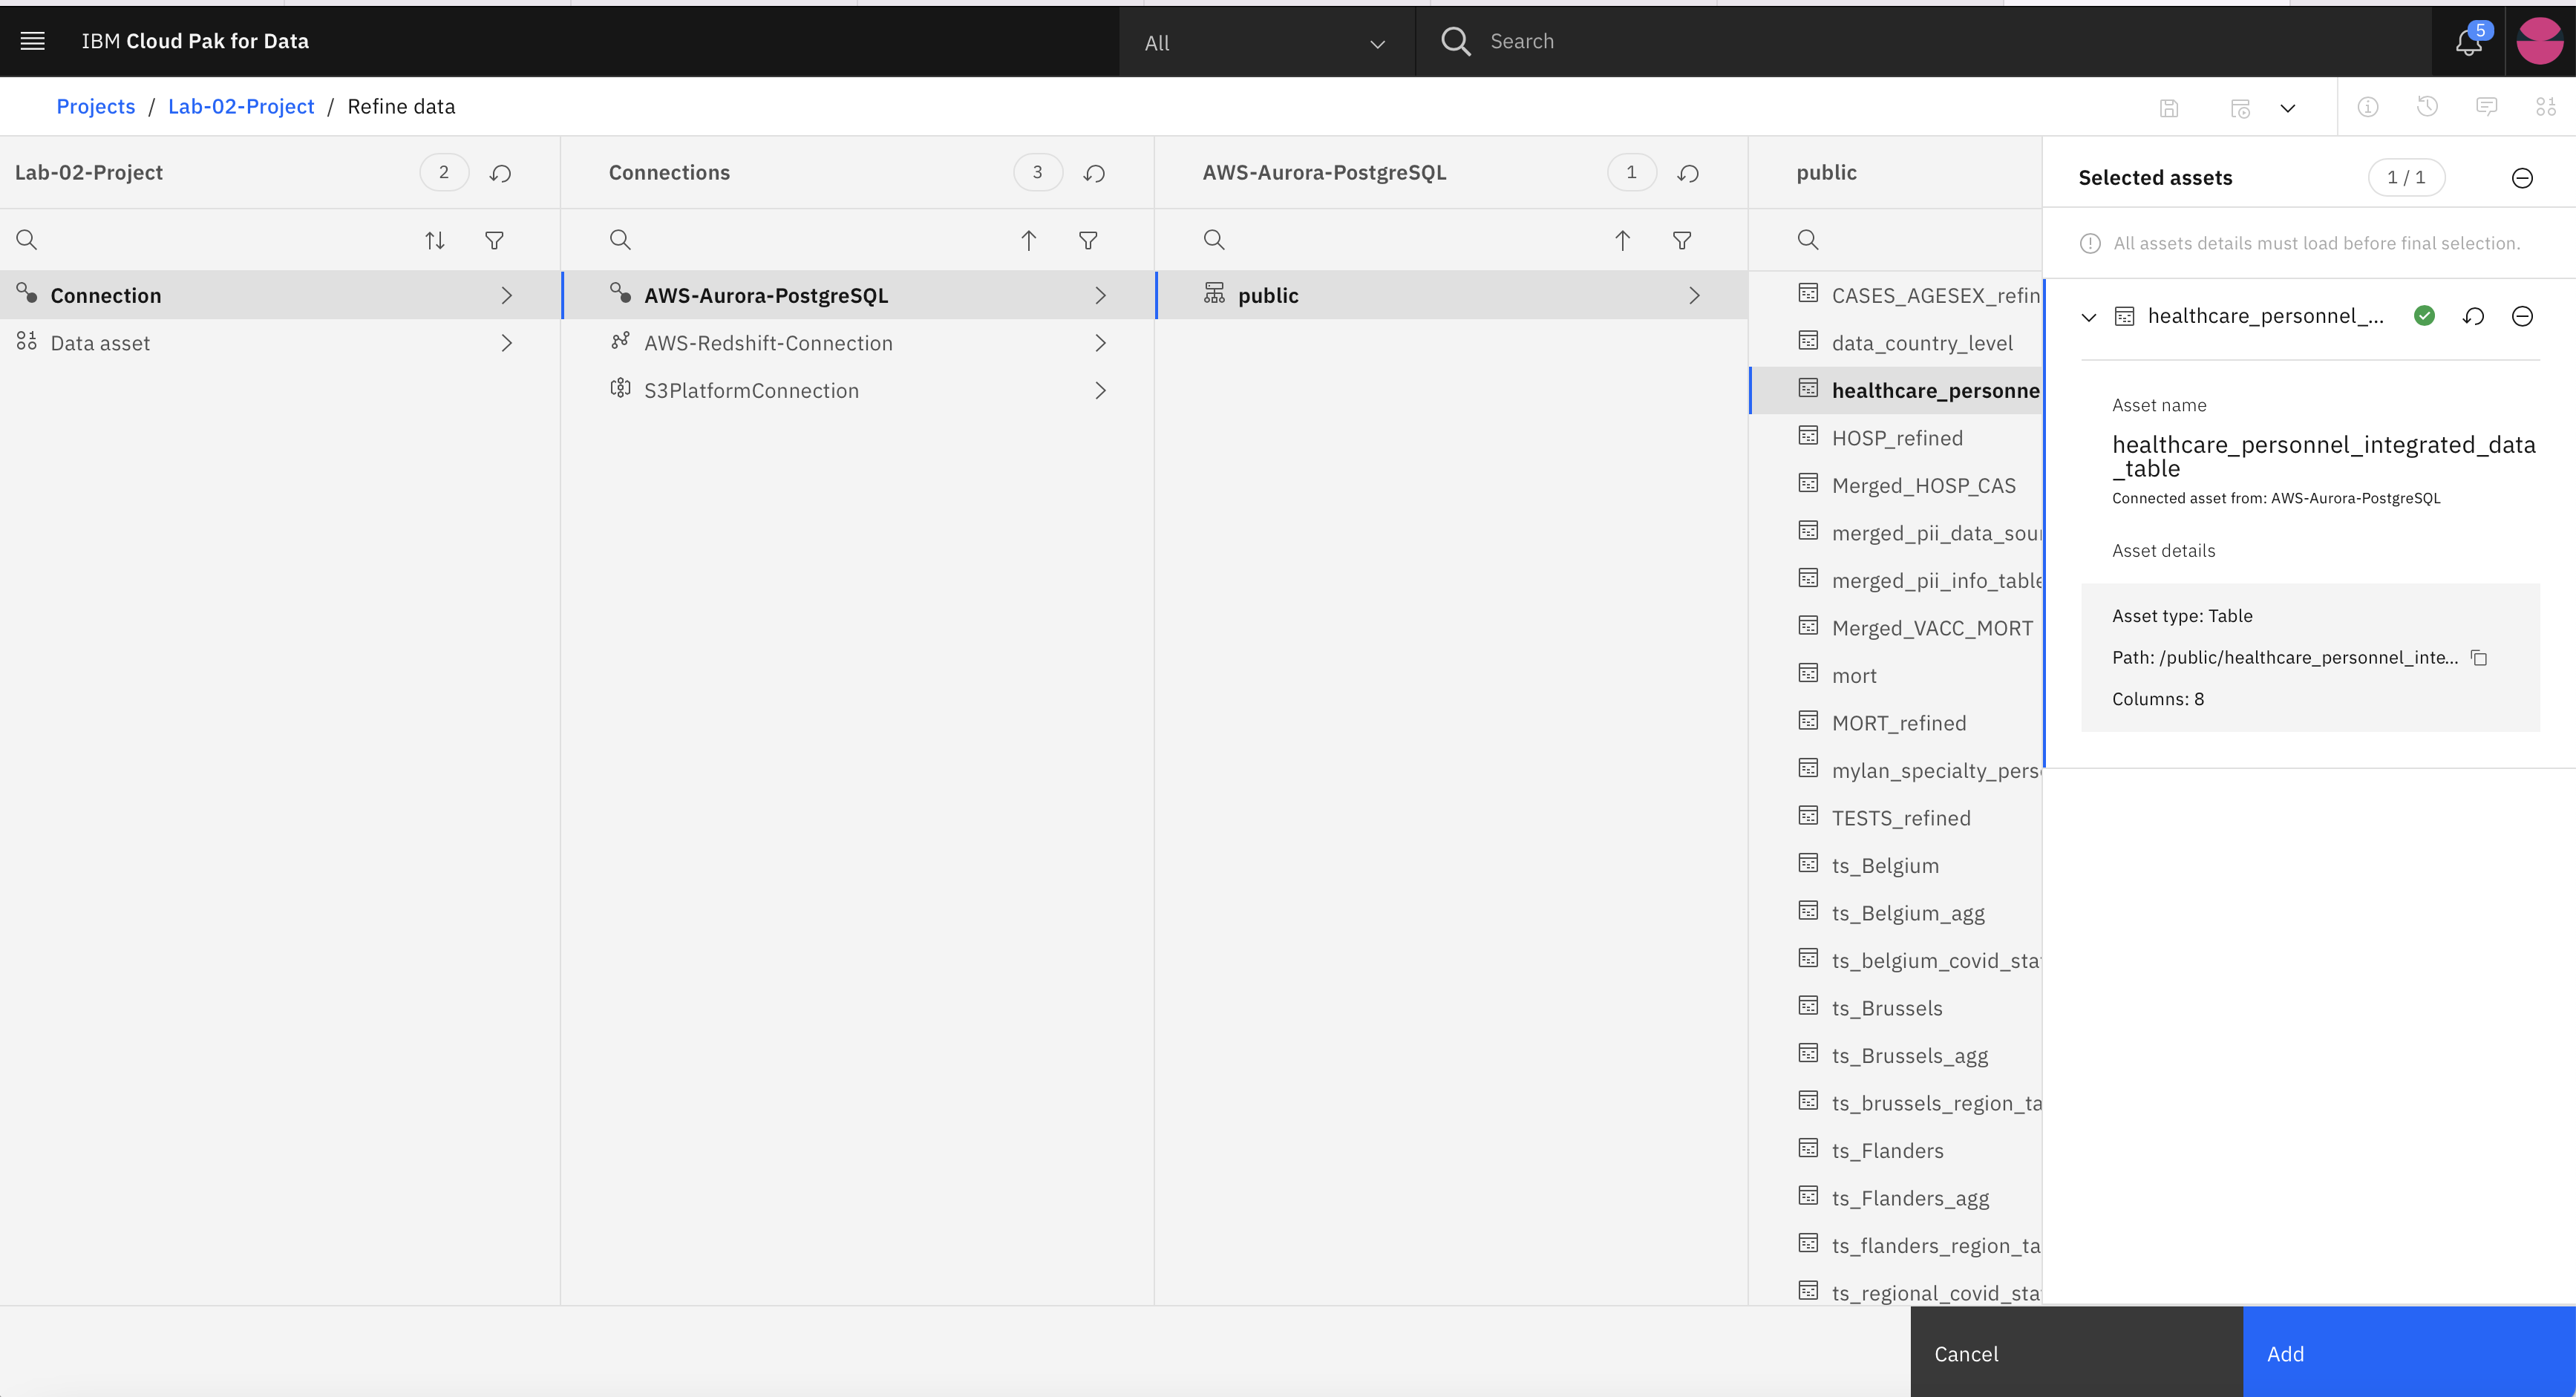 IBM Cloud Pak for Data
All
Search
5
Projects / Lab-02-Project / Refine data
Lab-02-Project
2
Connection
Data asset
Connections
3
AWS-Aurora-PostgreSQL
AWS-Redshift-Connection
S3PlatformConnection
AWS-Aurora-PostgreSQL
1
public
public
CASES_AGESEX_refin
data_country_level
healthcare_personne
HOSP_refined
Merged_HOSP_CAS
merged_pii_data_sou
merged_pii_info_table
Merged_VACC_MORT
mort
MORT_refined
mylan_specialty_pers
TESTS_refined
ts_Belgium
ts_Belgium_agg
ts_belgium_covid_sta
ts_Brussels
ts_Brussels_agg
ts_brussels_region_ta
ts_Flanders
ts_Flanders_agg
ts_flanders_region_ta
ts_regional_covid_sta
Selected assets
1 / 1
All assets details must load before final selection.
healthcare_personnel_...
Asset name
healthcare_personnel_integrated_data
_table
Connected asset from: AWS-Aurora-PostgreSQL
Asset details
Asset type: Table
Path: /public/healthcare_personnel_inte...
Columns: 8
Cancel
Add